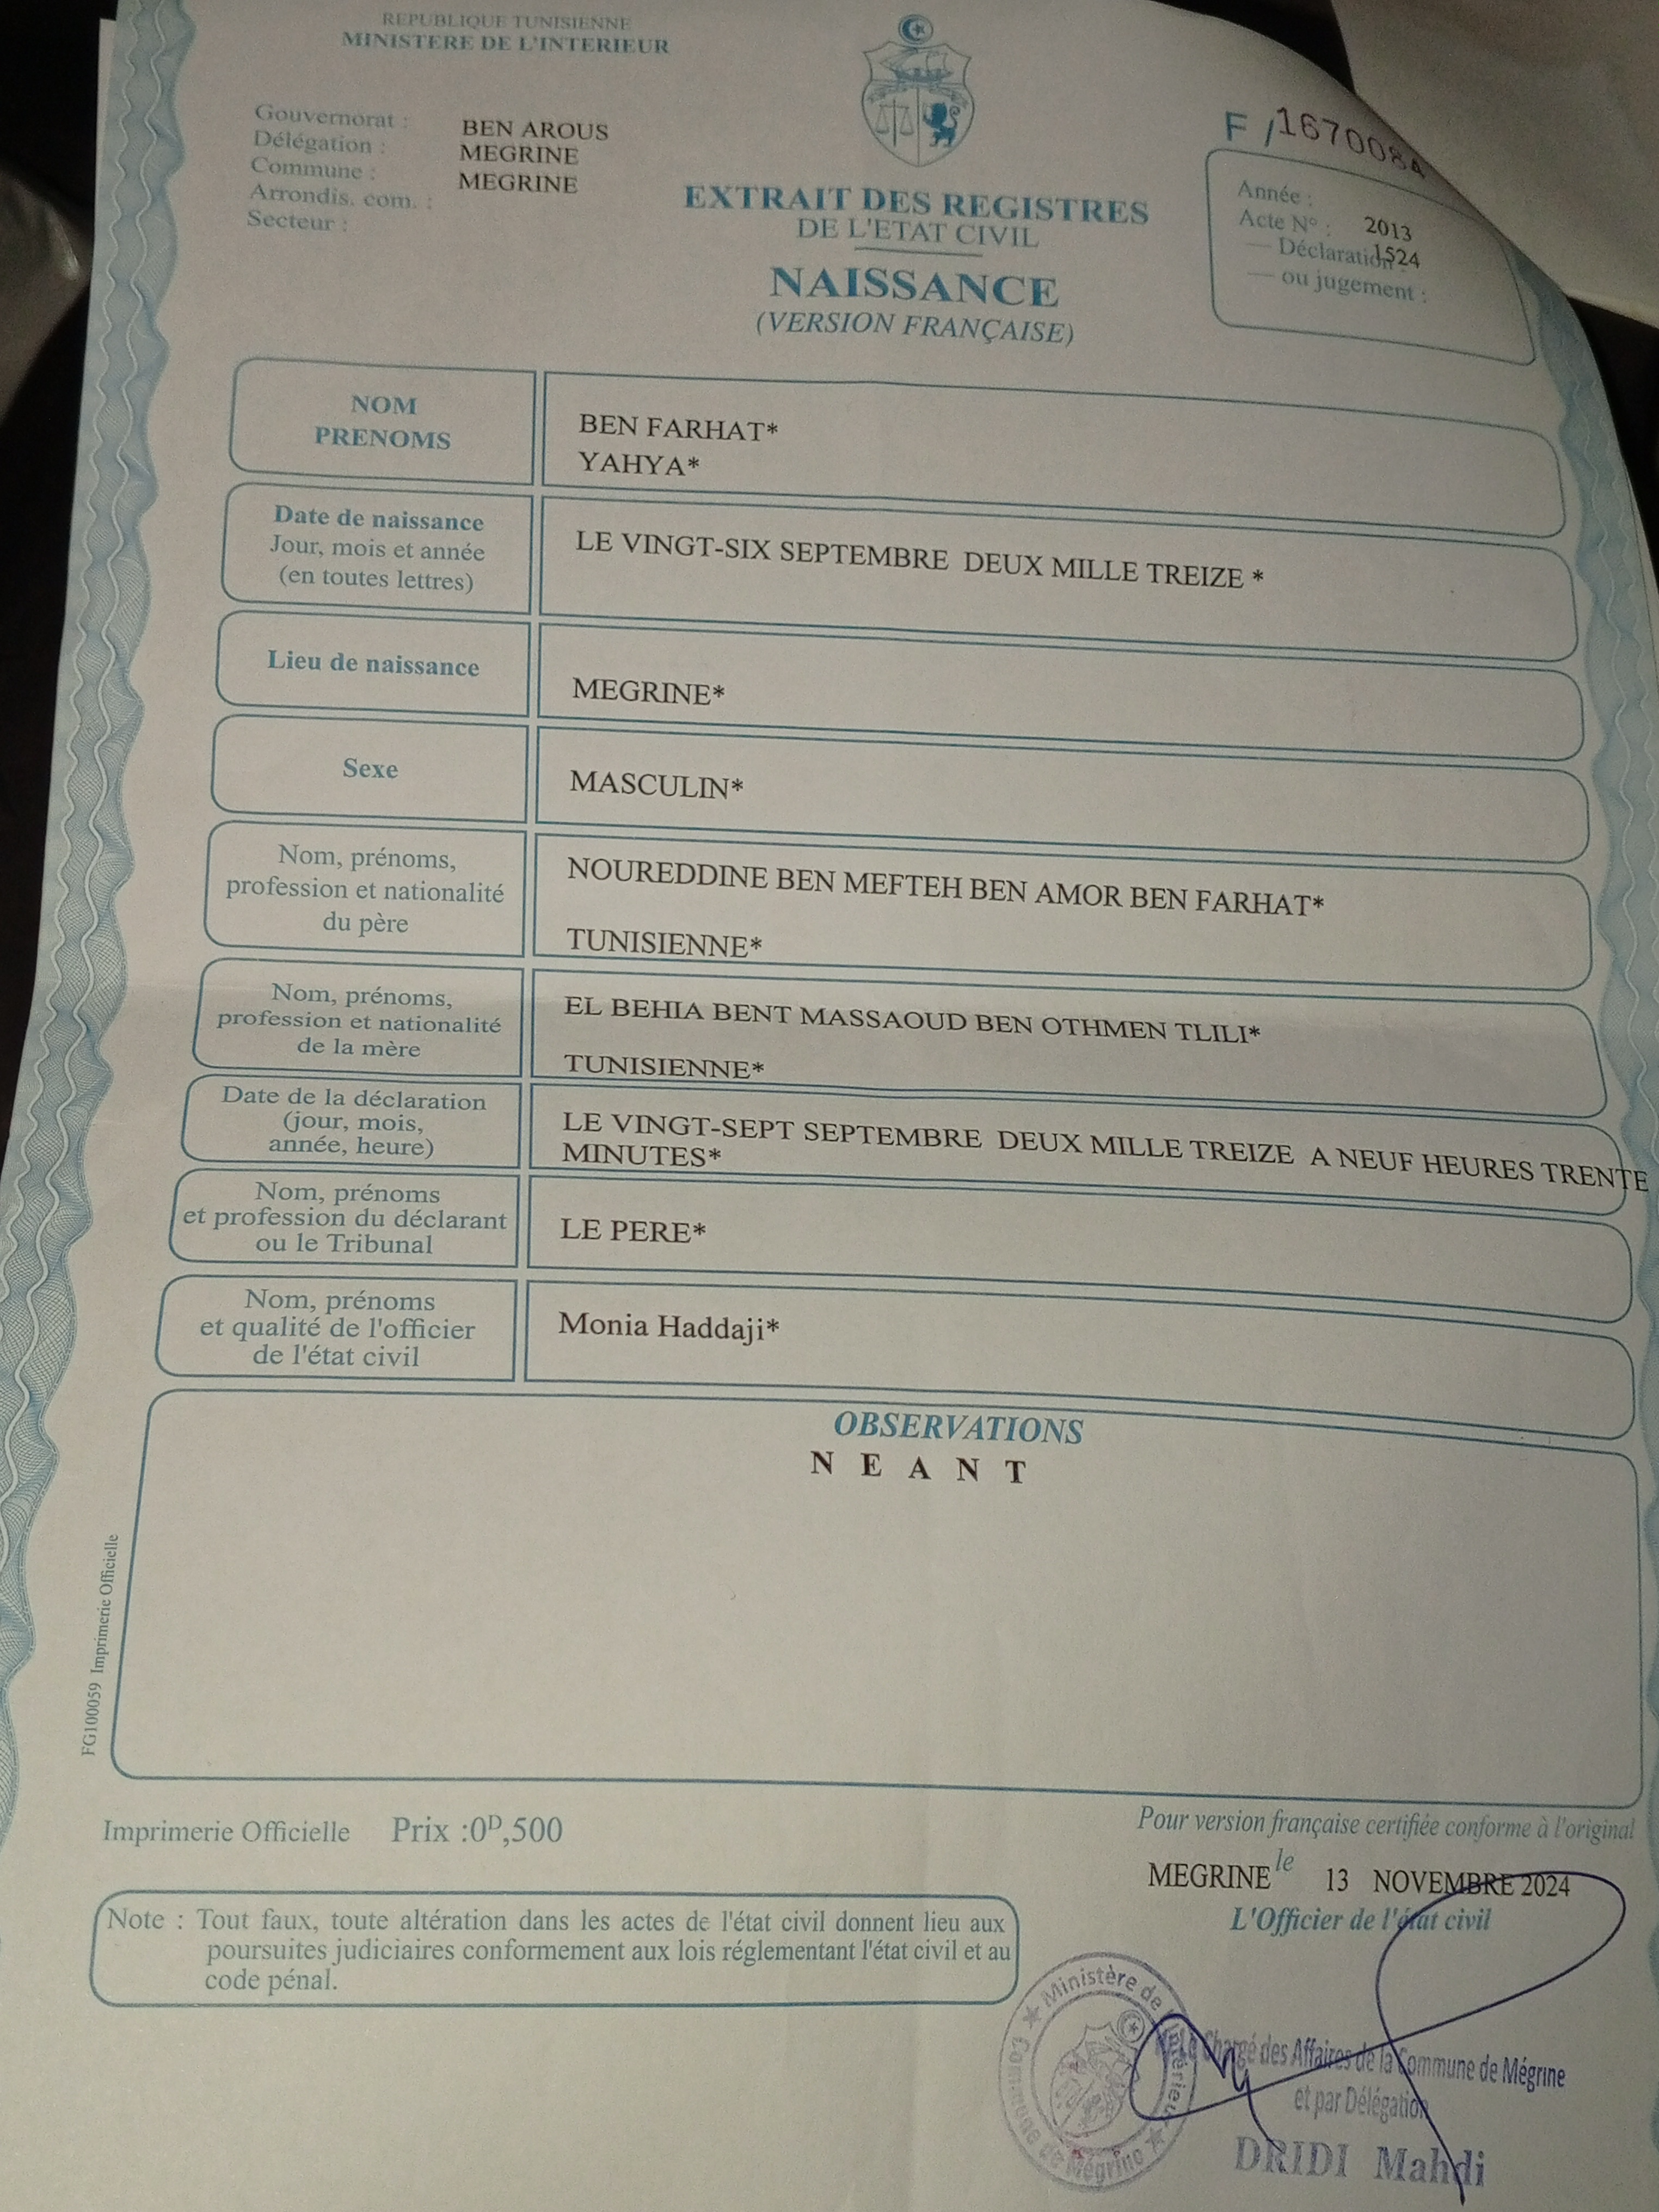 REPUBLIQUE TUNISIENNE
MINISTERE DE L'INTERIEUR
Gouvernorat : BEN AROUS
Délégation : MEGRINE
Commune : MEGRINE
Arrondis. com. :
Secteur :
EXTRAIT DES REGISTRES
DE L'ETAT CIVIL
NAISSANCE
(VERSION FRANÇAISE)
F /1670084
Année : 2013
Acte N° : 1524
— Déclaration :
— ou jugement :
NOM
PRENOMS
BEN FARHAT*
YAHYA*
Date de naissance
Jour, mois et année
(en toutes lettres)
LE VINGT-SIX SEPTEMBRE DEUX MILLE TREIZE *
Lieu de naissance
MEGRINE*
Sexe
MASCULIN*
Nom, prénoms,
profession et nationalité
du père
NOUREDDINE BEN MEFTEH BEN AMOR BEN FARHAT*
TUNISIENNE*
Nom, prénoms,
profession et nationalité
de la mère
EL BEHIA BENT MASSAOUD BEN OTHMEN TLILI*
TUNISIENNE*
Date de la déclaration
(jour, mois,
année, heure)
LE VINGT-SEPT SEPTEMBRE DEUX MILLE TREIZE A NEUF HEURES TRENTE
MINUTES*
Nom, prénoms
et profession du déclarant
ou le Tribunal
LE PERE*
Nom, prénoms
et qualité de l'officier
de l'état civil
Monia Haddaji*
OBSERVATIONS
N E A N T
FG100059 Imprimerie Officielle
Imprimerie Officielle Prix :0D,500
Pour version française certifiée conforme à l'original
MEGRINE le 13 NOVEMBRE 2024
L'Officier de l'état civil
Note : Tout faux, toute altération dans les actes de l'état civil donnent lieu aux
poursuites judiciaires conformement aux lois réglementant l'état civil et au
code pénal.
Ministère de l'Intérieur
Commune de Mégrine
Chargé des Affaires de la Commune de Mégrine
et par Délégation
DRIDI Mahdi